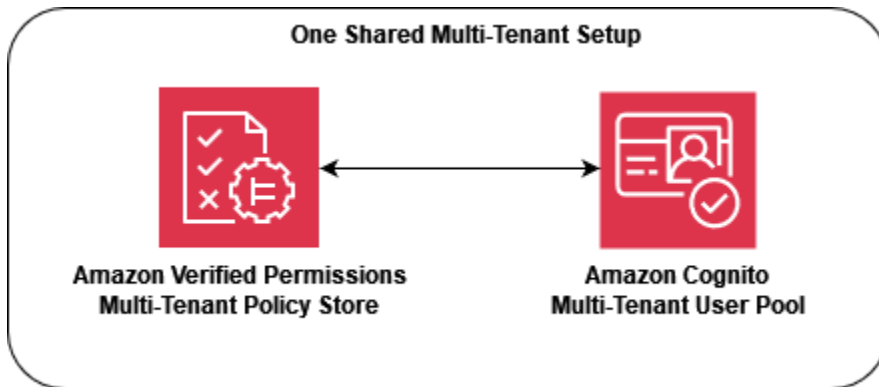 One Shared Multi-Tenant Setup
Amazon Verified Permissions
Multi-Tenant Policy Store
Amazon Cognito
Multi-Tenant User Pool